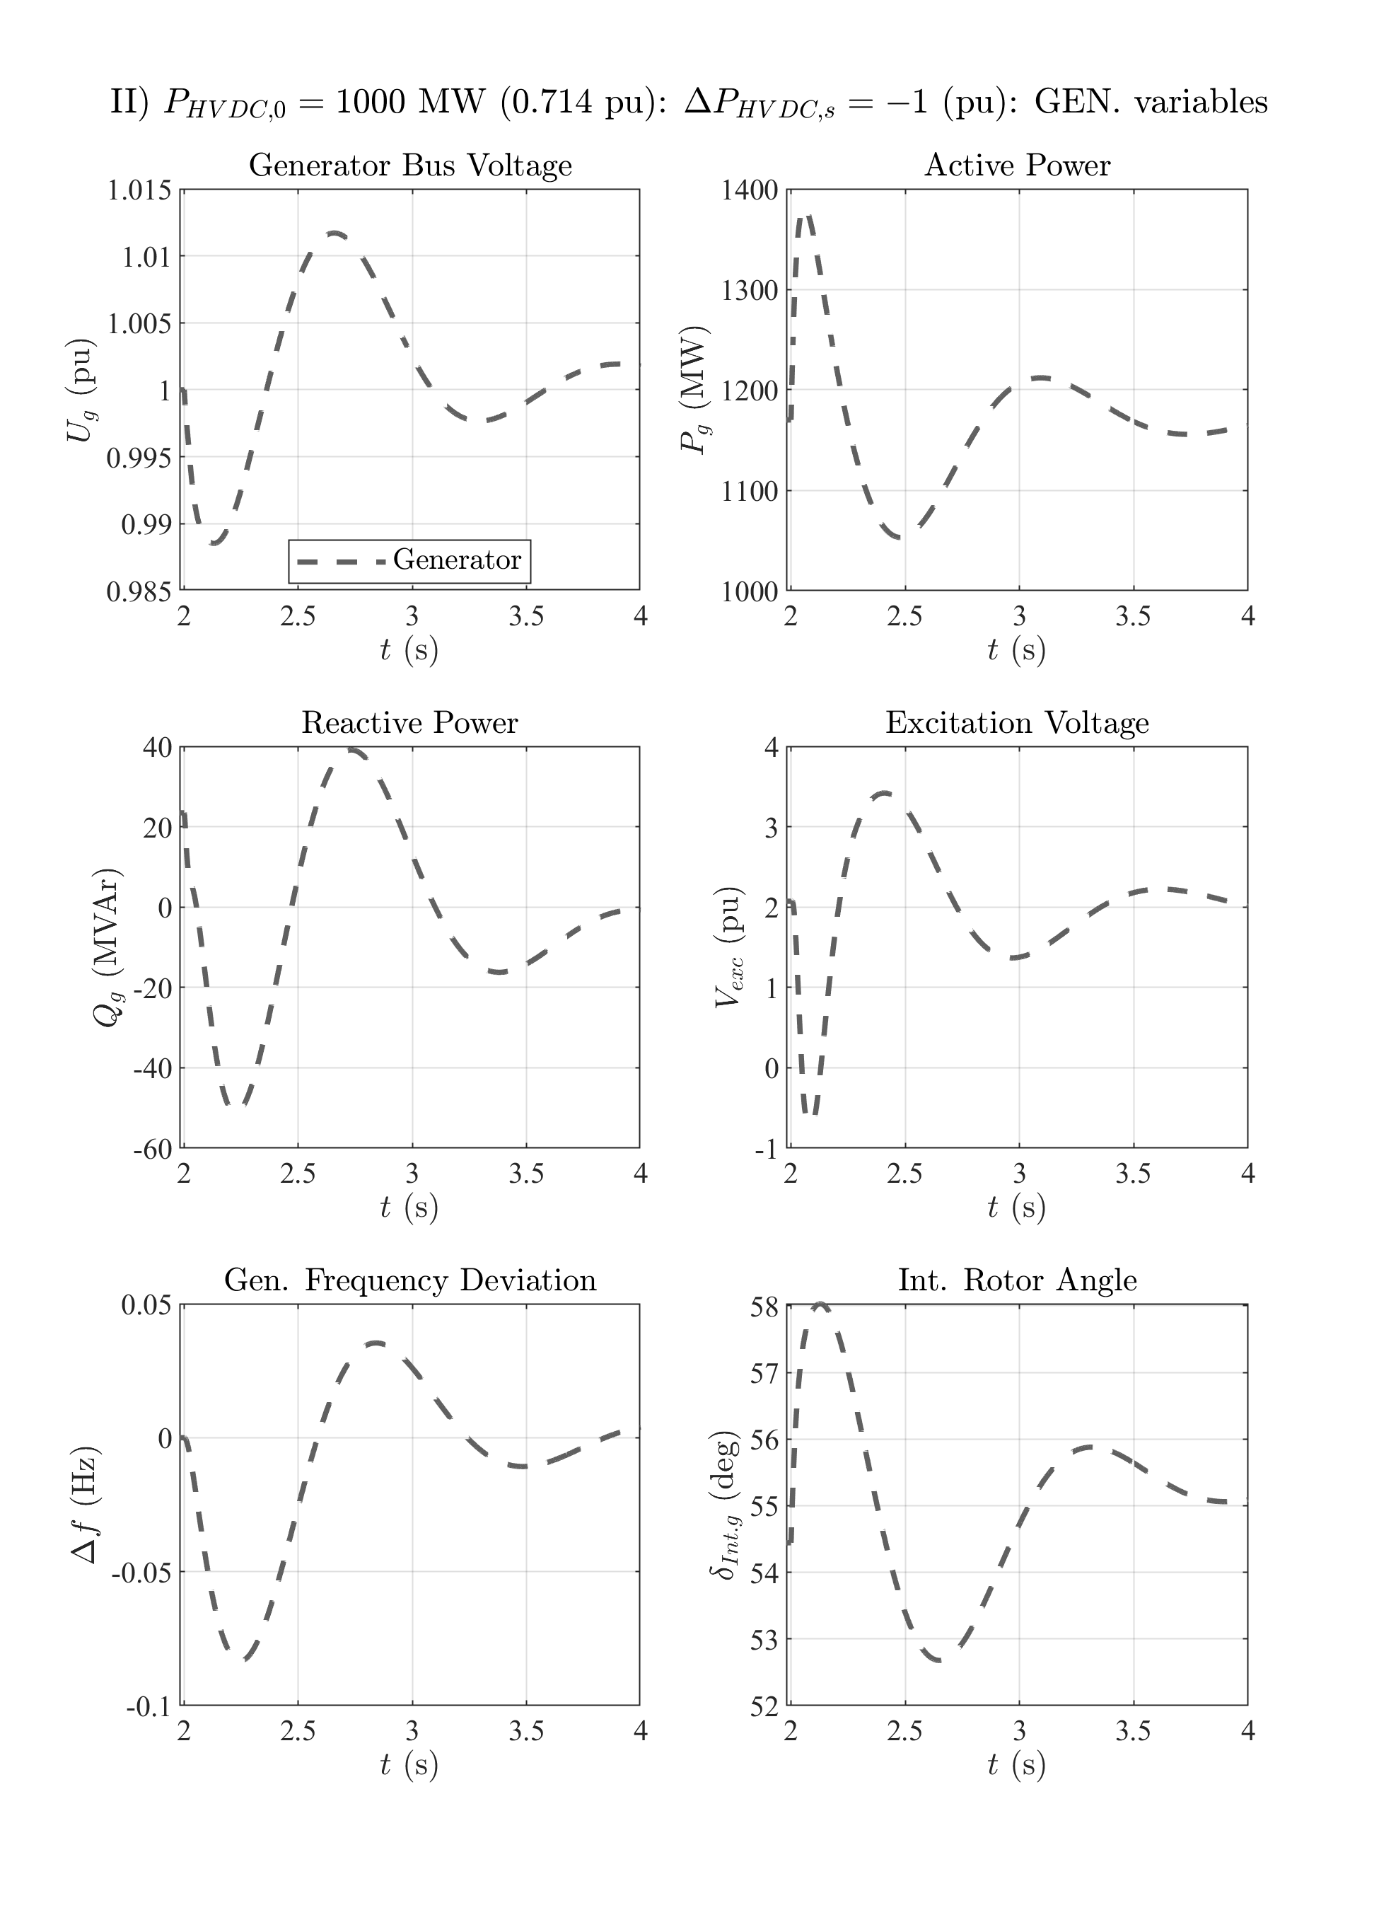 II) P_{HVDC,0} = 1000 MW (0.714 pu): ΔP_{HVDC,s} = −1 (pu): GEN. variables
Generator Bus Voltage
1.015
1.01
1.005
1
0.995
0.99
0.985
U_g (pu)
Generator
2 2.5 3 3.5 4
t (s)
Active Power
1400
1300
1200
1100
1000
P_g (MW)
2 2.5 3 3.5 4
t (s)
Reactive Power
40
20
0
-20
-40
-60
Q_g (MVAr)
2 2.5 3 3.5 4
t (s)
Excitation Voltage
4
3
2
1
0
-1
V_{exc} (pu)
2 2.5 3 3.5 4
t (s)
Gen. Frequency Deviation
0.05
0
-0.05
-0.1
Δf (Hz)
2 2.5 3 3.5 4
t (s)
Int. Rotor Angle
58
57
56
55
54
53
52
δ_{Int.g} (deg)
2 2.5 3 3.5 4
t (s)